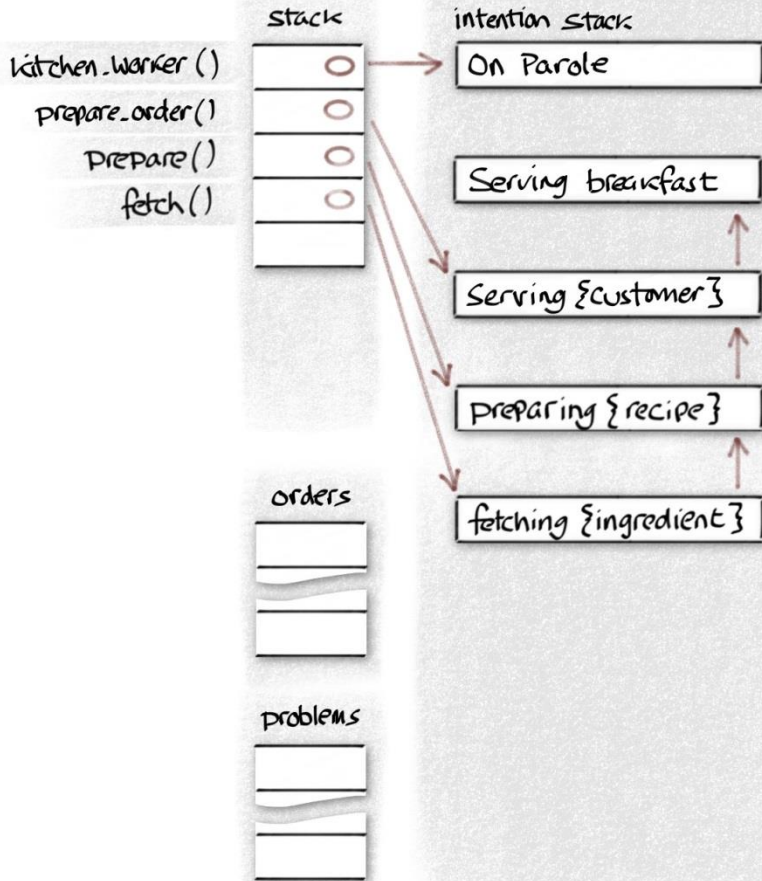 stack
intention stack
kitchen_worker ()
On Parole
prepare_order()
prepare()
Serving breakfast
fetch()
Serving {customer}
preparing {recipe}
orders
fetching {ingredient}
problems